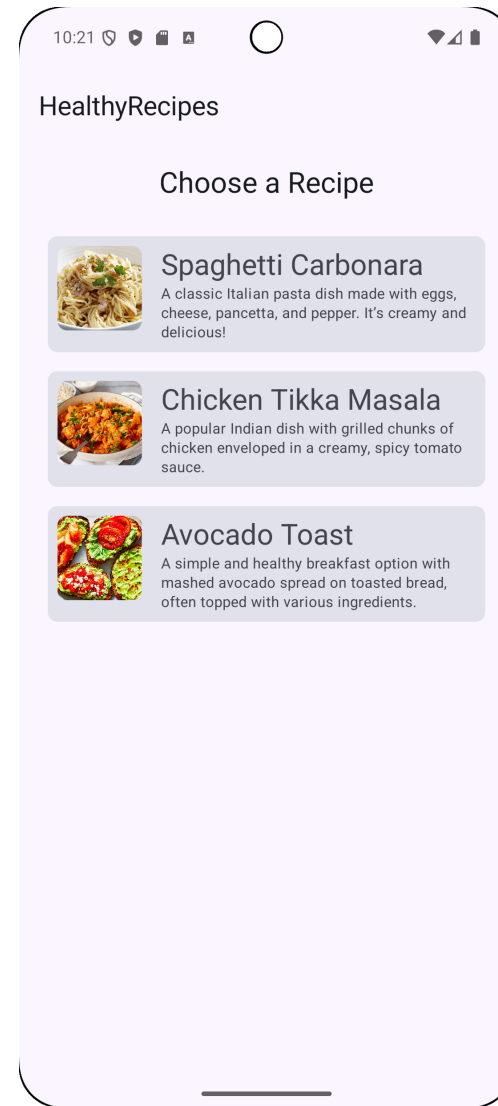 10:21
HealthyRecipes
Choose a Recipe
Spaghetti Carbonara
A classic Italian pasta dish made with eggs,
cheese, pancetta, and pepper. It’s creamy and
delicious!
Chicken Tikka Masala
A popular Indian dish with grilled chunks of
chicken enveloped in a creamy, spicy tomato
sauce.
Avocado Toast
A simple and healthy breakfast option with
mashed avocado spread on toasted bread,
often topped with various ingredients.